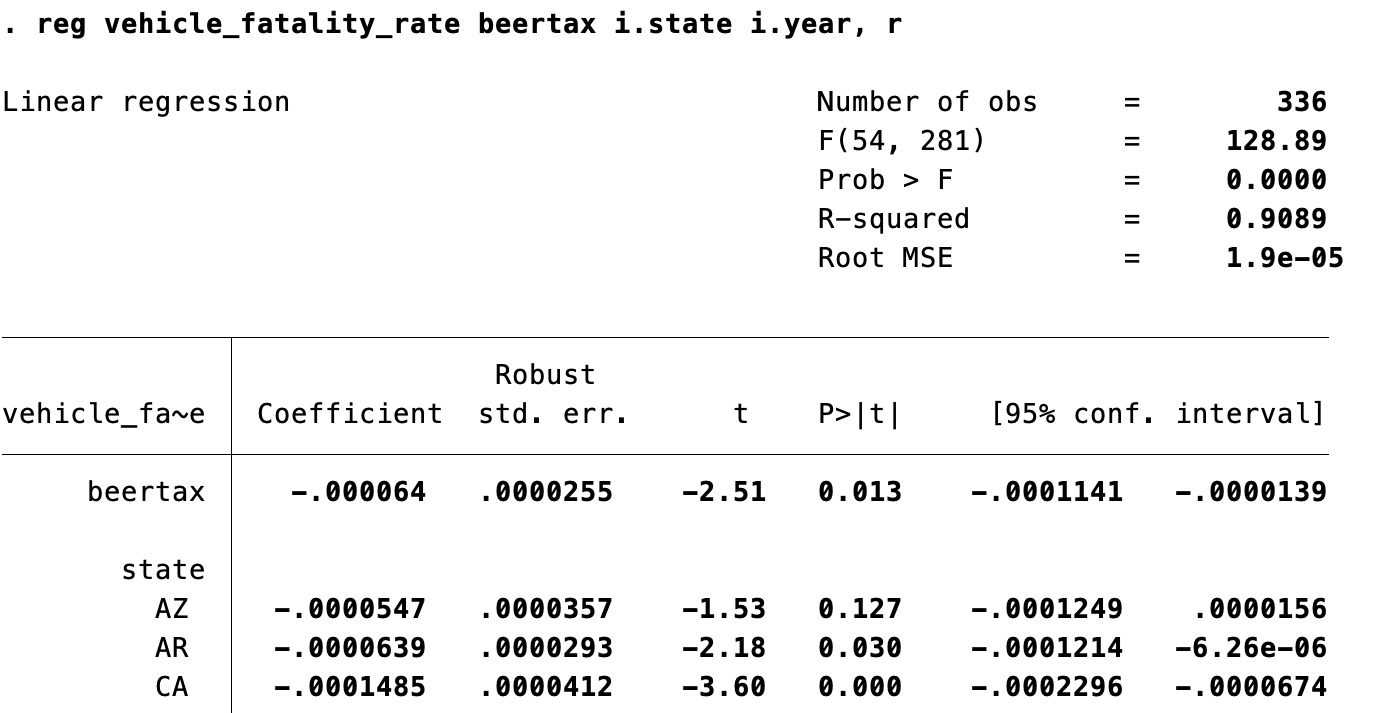 . reg vehicle_fatality_rate beertax i.state i.year, r
Linear regression Number of obs = 336
F(54, 281) = 128.89
Prob > F = 0.0000
R-squared = 0.9089
Root MSE = 1.9e-05
Robust
vehicle_fa~e Coefficient std. err. t P>|t| [95% conf. interval]
beertax -.000064 .0000255 -2.51 0.013 -.0001141 -.0000139
state
AZ -.0000547 .0000357 -1.53 0.127 -.0001249 .0000156
AR -.0000639 .0000293 -2.18 0.030 -.0001214 -6.26e-06
CA -.0001485 .0000412 -3.60 0.000 -.0002296 -.0000674